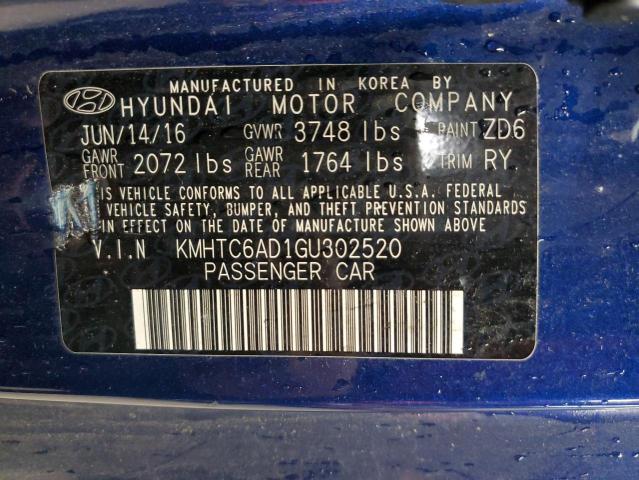 MANUFACTURED IN KOREA BY
HYUNDAI MOTOR COMPANY
JUN/14/16 GVWR 3748 lbs PAINT ZD6
GAWR FRONT 2072 lbs GAWR REAR 1764 lbs TRIM RY
IS VEHICLE CONFORMS TO ALL APPLICABLE U.S.A. FEDERAL
VEHICLE SAFETY, BUMPER, AND THEFT PREVENTION STANDARDS
IN EFFECT ON THE DATE OF MANUFACTURE SHOWN ABOVE
V.I.N KMHTC6AD1GU302520
PASSENGER CAR